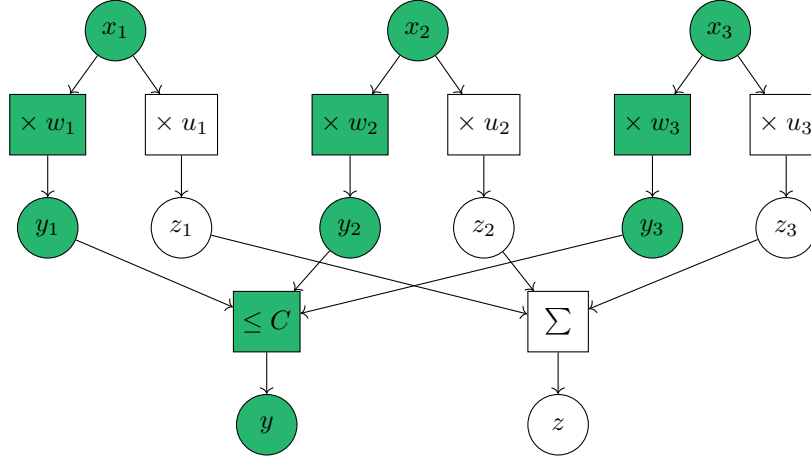 x₁ x₂ x₃
× w₁ × u₁ × w₂ × u₂ × w₃ × u₃
y₁ z₁ y₂ z₂ y₃ z₃
≤ C ∑
y z